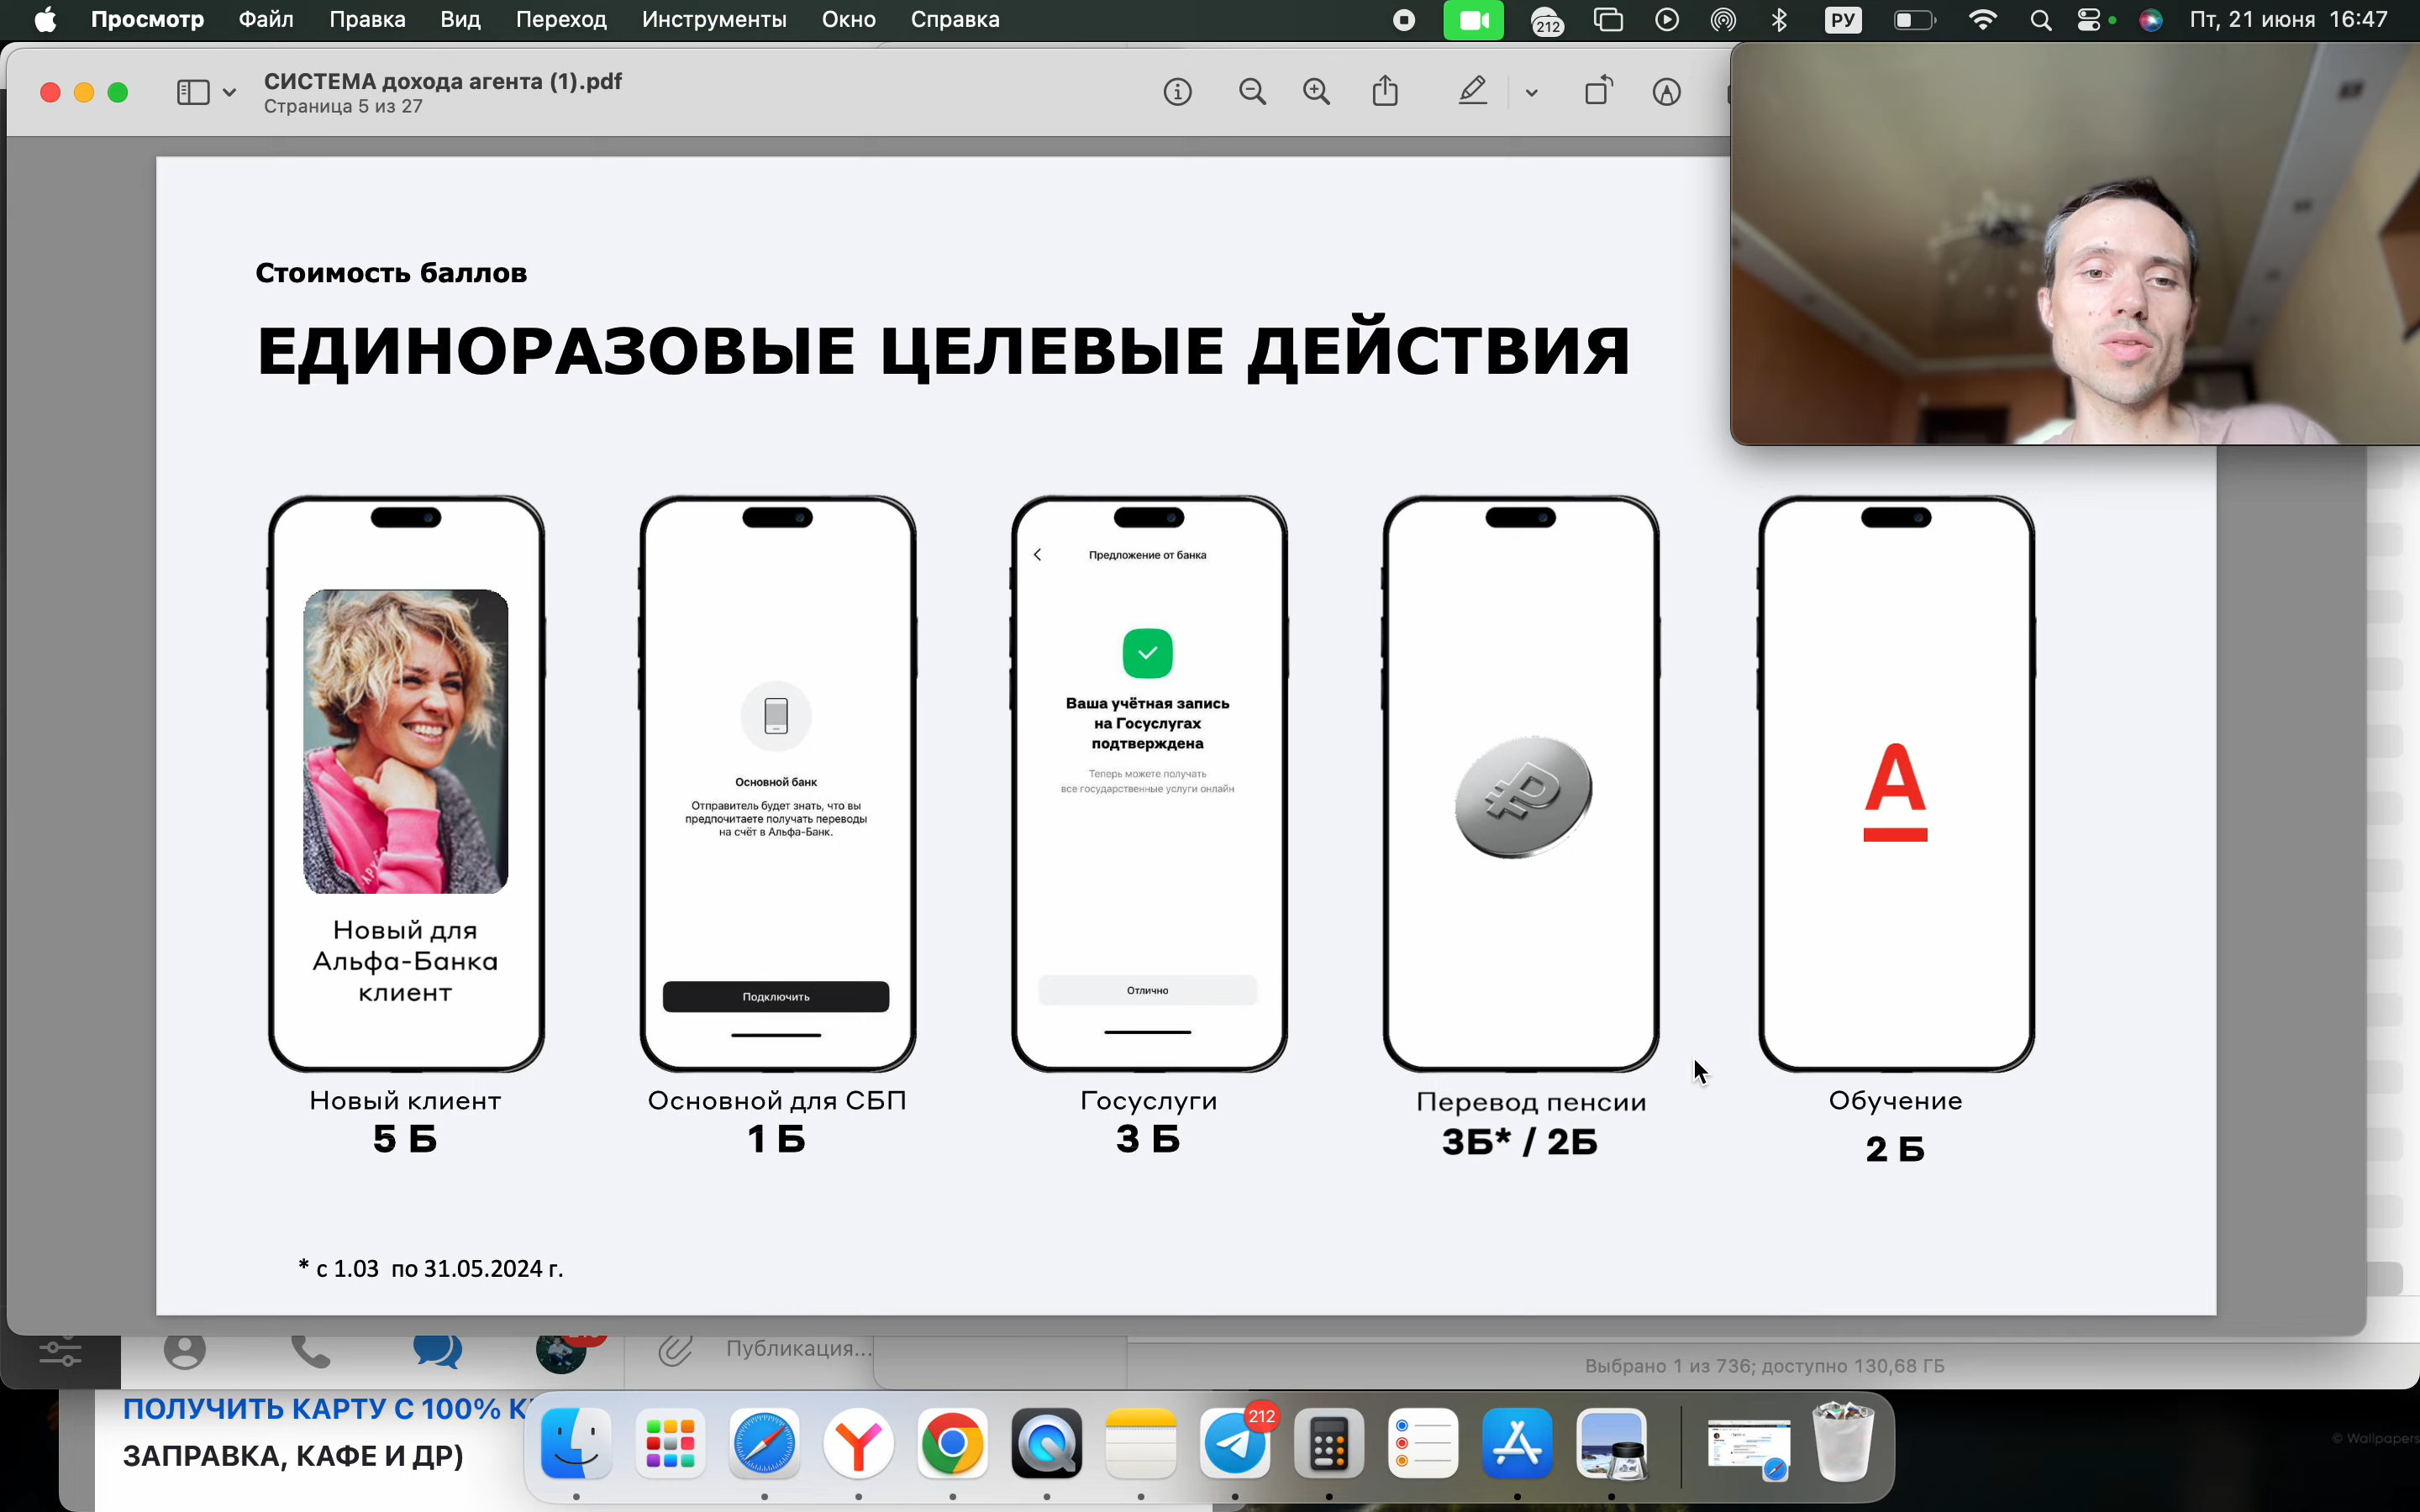 Просмотр Файл Правка Вид Переход Инструменты Окно Справка 212 РУ Пт, 21 июня 16:47
СИСТЕМА дохода агента (1).pdf
Страница 5 из 27
Стоимость баллов
ЕДИНОРАЗОВЫЕ ЦЕЛЕВЫЕ ДЕЙСТВИЯ
Новый для
Альфа-Банка
клиент
Новый клиент
5 Б
Основной банк
Отправитель будет знать, что вы
предпочитаете получать переводы
на счёт в Альфа-Банк.
Подключить
Основной для СБП
1 Б
Предложение от банка
Ваша учётная запись
на Госуслугах
подтверждена
Теперь можете получать
все государственные услуги онлайн
Отлично
Госуслуги
3 Б
Перевод пенсии
3Б* / 2Б
А
Обучение
2 Б
* с 1.03 по 31.05.2024 г.
Публикация...
Выбрано 1 из 736; доступно 130,68 ГБ
ПОЛУЧИТЬ КАРТУ С 100%
ЗАПРАВКА, КАФЕ И ДР)
212
© Wallpapers